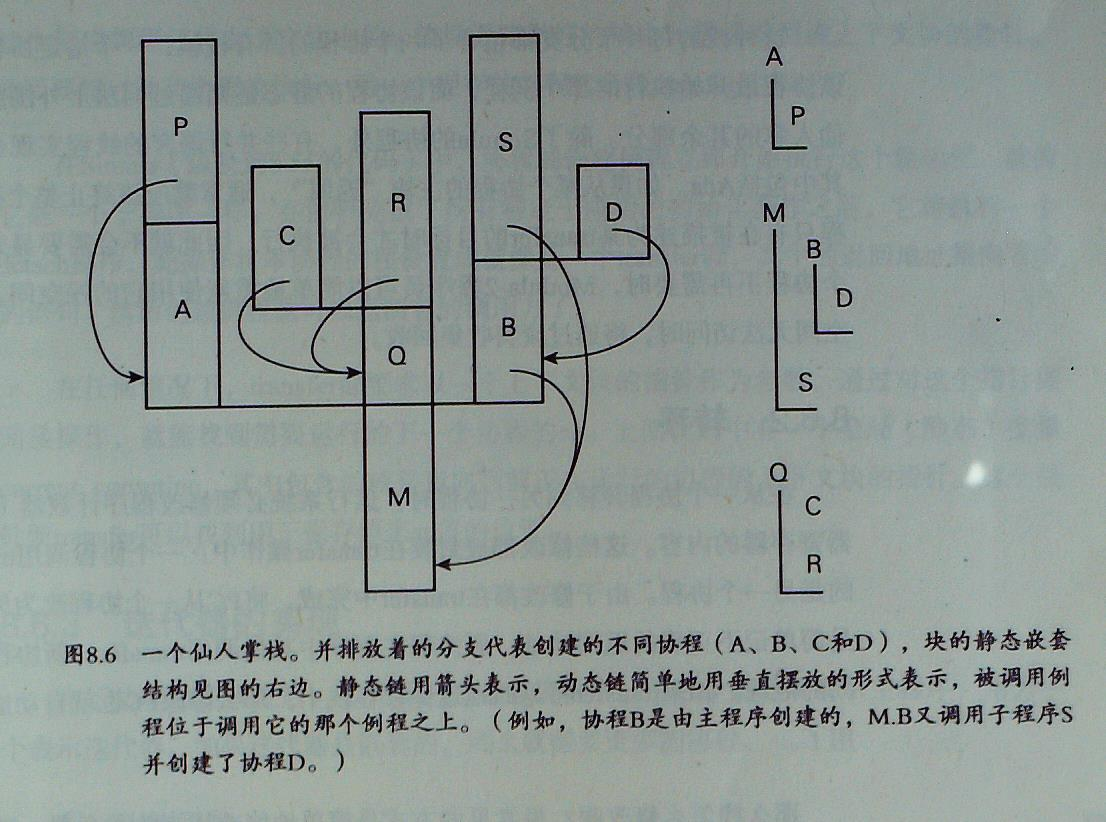 P
A
C
R
Q
M
S
B
D
A
P
M
B
D
S
Q
C
R
图8.6 一个仙人掌栈。并排放着的分支代表创建的不同协程（A、B、C和D），块的静态嵌套
结构见图的右边。静态链用箭头表示，动态链简单地用垂直摆放的形式表示，被调用例
程位于调用它的那个例程之上。（例如，协程B是由主程序创建的，M.B又调用子程序S
并创建了协程D。）